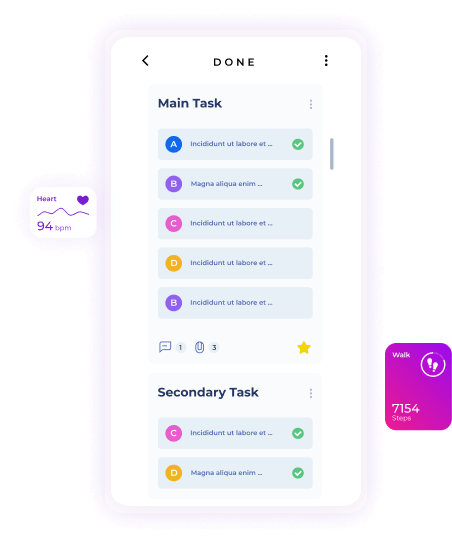 DONE
Main Task
A Incididunt ut labore et ...
B Magna aliqua enim ...
C Incididunt ut labore et ...
D Incididunt ut labore et ...
B Incididunt ut labore et ...
1 3
Secondary Task
C Incididunt ut labore et ...
D Magna aliqua enim ...
Heart
94 bpm
Walk
7154
Steps